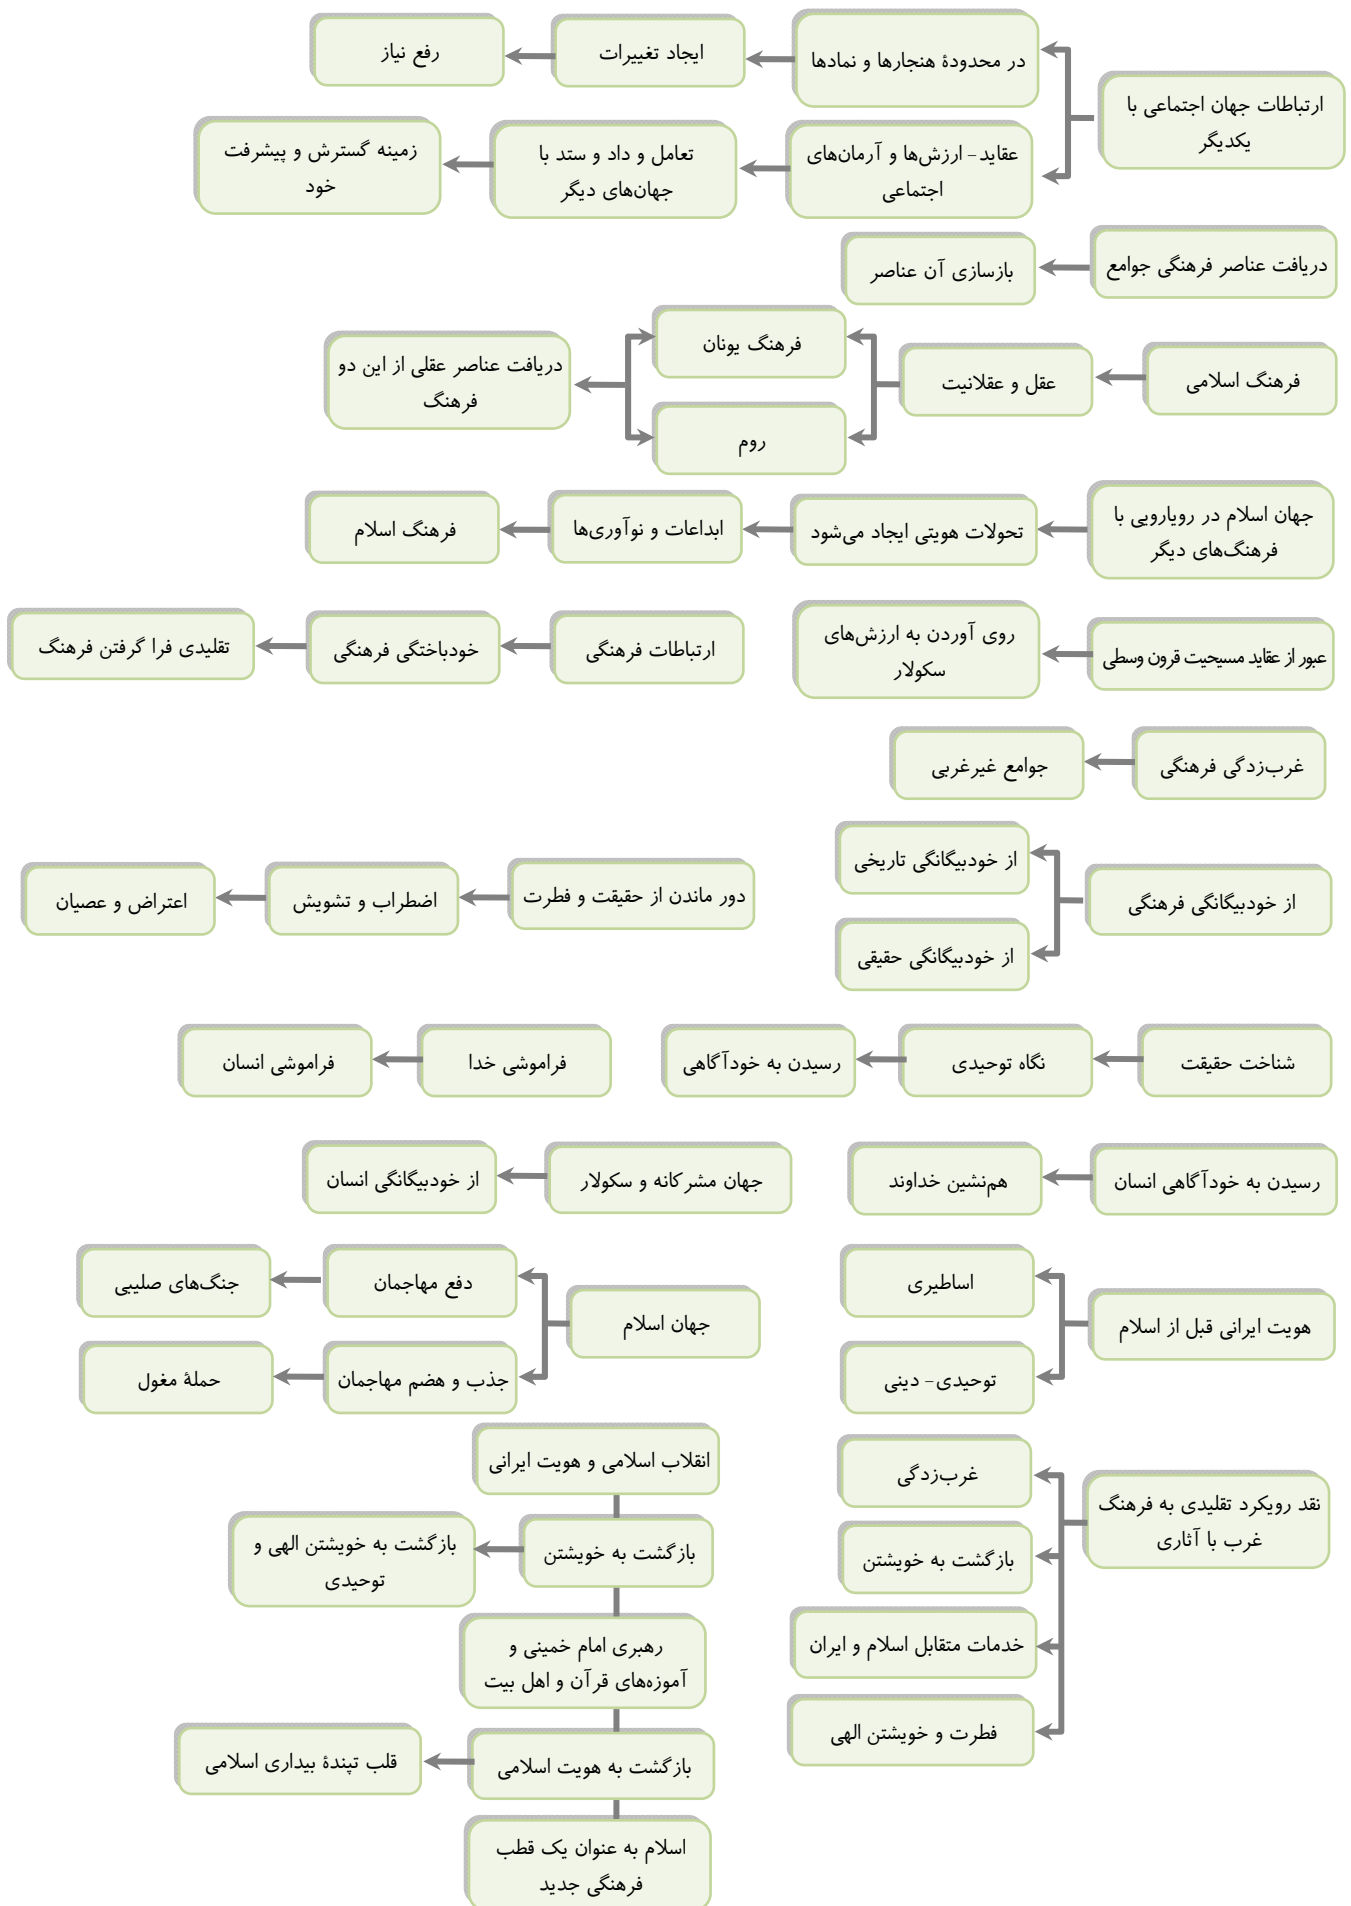 ارتباطات جهان اجتماعی با
یکدیگر
در محدودهٔ هنجارها و نمادها
ایجاد تغییرات
رفع نیاز
عقاید- ارزش‌ها و آرمان‌های
اجتماعی
تعامل و داد و ستد با
جهان‌های دیگر
زمینه گسترش و پیشرفت
خود
دریافت عناصر فرهنگی جوامع
بازسازی آن عناصر
فرهنگ اسلامی
عقل و عقلانیت
فرهنگ یونان
روم
دریافت عناصر عقلی از این دو
فرهنگ
جهان اسلام در رویارویی با
فرهنگ‌های دیگر
تحولات هویتی ایجاد می‌شود
ابداعات و نوآوری‌ها
فرهنگ اسلام
عبور از عقاید مسیحیت قرون وسطی
روی آوردن به ارزش‌های
سکولار
ارتباطات فرهنگی
خودباختگی فرهنگی
تقلیدی فرا گرفتن فرهنگ
غرب‌زدگی فرهنگی
جوامع غیرغربی
از خودبیگانگی فرهنگی
از خودبیگانگی تاریخی
از خودبیگانگی حقیقی
دور ماندن از حقیقت و فطرت
اضطراب و تشویش
اعتراض و عصیان
شناخت حقیقت
نگاه توحیدی
رسیدن به خودآگاهی
فراموشی خدا
فراموشی انسان
رسیدن به خودآگاهی انسان
هم‌نشین خداوند
جهان مشرکانه و سکولار
از خودبیگانگی انسان
هویت ایرانی قبل از اسلام
اساطیری
توحیدی- دینی
جهان اسلام
دفع مهاجمان
جنگ‌های صلیبی
جذب و هضم مهاجمان
حملهٔ مغول
نقد رویکرد تقلیدی به فرهنگ
غرب با آثاری
غرب‌زدگی
بازگشت به خویشتن
خدمات متقابل اسلام و ایران
فطرت و خویشتن الهی
انقلاب اسلامی و هویت ایرانی
بازگشت به خویشتن
بازگشت به خویشتن الهی و
توحیدی
رهبری امام خمینی و
آموزه‌های قرآن و اهل بیت
بازگشت به هویت اسلامی
قلب تپندهٔ بیداری اسلامی
اسلام به عنوان یک قطب
فرهنگی جدید